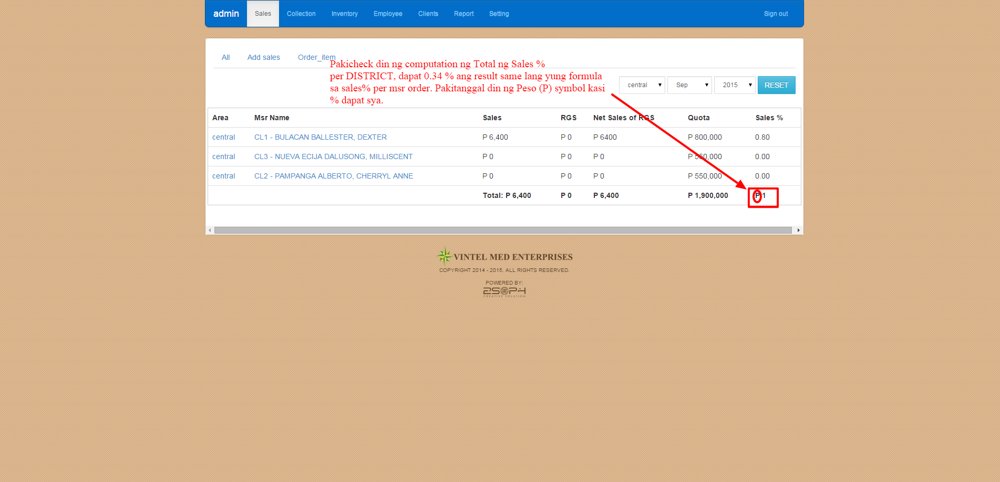 admin Sales Collection Inventory Employee Clients Report Setting Sign out
All Add sales Order_item
Pakicheck din ng computation ng Total ng Sales %
per DISTRICT, dapat 0.34 % ang result same lang yung formula
sa sales% per msr order. Pakitanggal din ng Peso (P) symbol kasi
% dapat sya.
central Sep 2015 RESET
Area Msr Name Sales RGS Net Sales of RGS Quota Sales %
central CL1 - BULACAN BALLESTER, DEXTER P 6,400 P 0 P 6400 P 800,000 0.80
central CL3 - NUEVA ECIJA DALUSONG, MILLISCENT P 0 P 0 P 0 P 550,000 0.00
central CL2 - PAMPANGA ALBERTO, CHERRYL ANNE P 0 P 0 P 0 P 550,000 0.00
Total: P 6,400 P 0 P 6,400 P 1,900,000 P 1
VINTEL MED ENTERPRISES
COPYRIGHT 2014 - 2015. ALL RIGHTS RESERVED.
POWERED BY:
2SOPH
CREATIVE SOLUTION